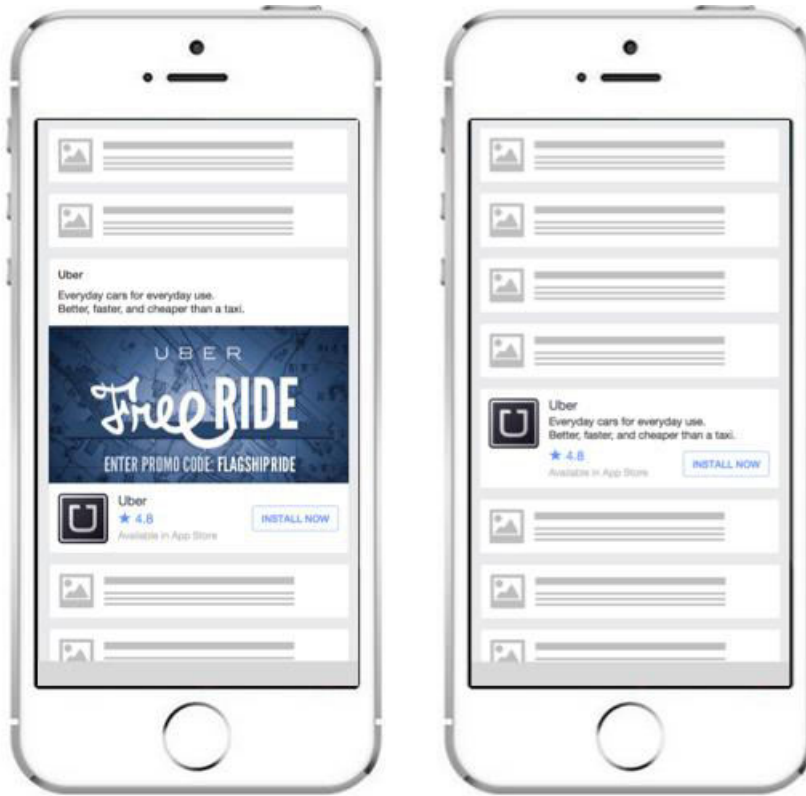 Uber
Everyday cars for everyday use.
Better, faster, and cheaper than a taxi.
UBER
Free RIDE
ENTER PROMO CODE: FLAGSHIPRIDE
Uber
★ 4.8
Available in App Store
INSTALL NOW
Uber
Everyday cars for everyday use.
Better, faster, and cheaper than a taxi.
★ 4.8
Available in App Store
INSTALL NOW